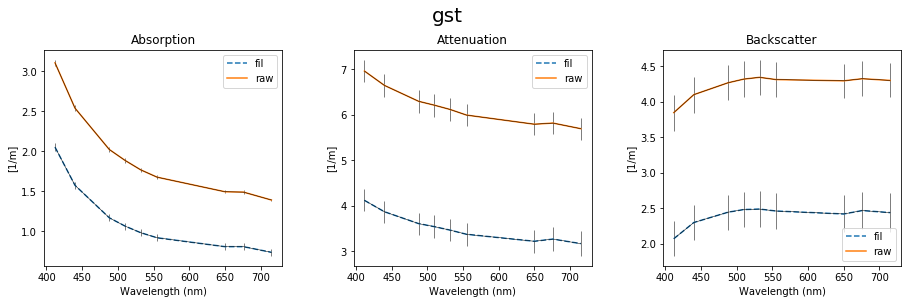 gst
Absorption
3.0
2.5
2.0
1.5
1.0
[1/m]
400 450 500 550 600 650 700
Wavelength (nm)
fil
raw
Attenuation
7
6
5
4
3
[1/m]
400 450 500 550 600 650 700
Wavelength (nm)
fil
raw
Backscatter
4.5
4.0
3.5
3.0
2.5
2.0
[1/m]
400 450 500 550 600 650 700
Wavelength (nm)
fil
raw